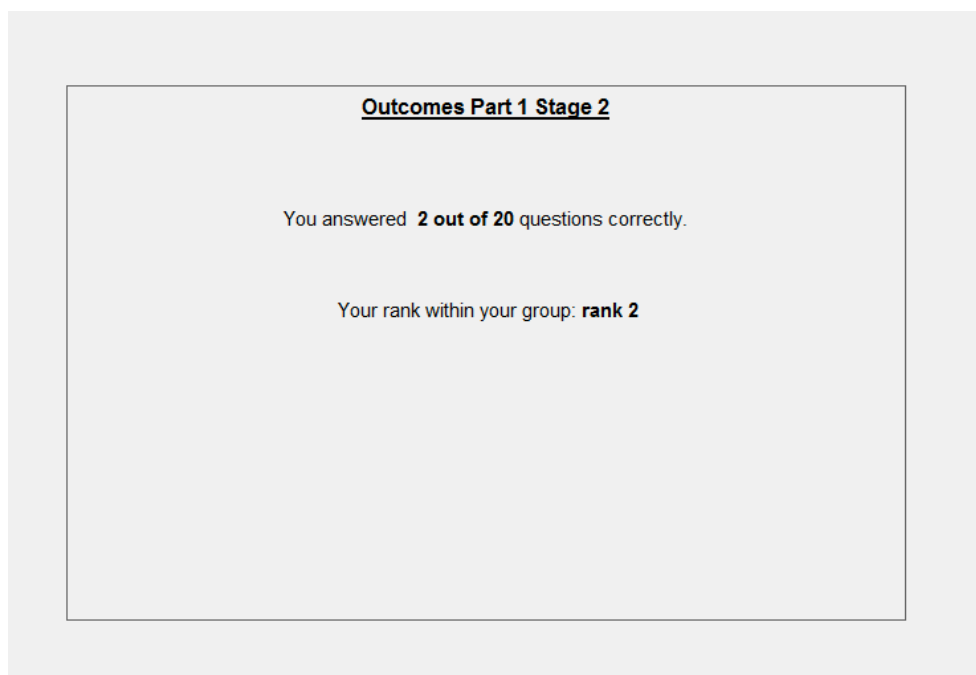 Outcomes Part 1 Stage 2
You answered 2 out of 20 questions correctly.
Your rank within your group: rank 2